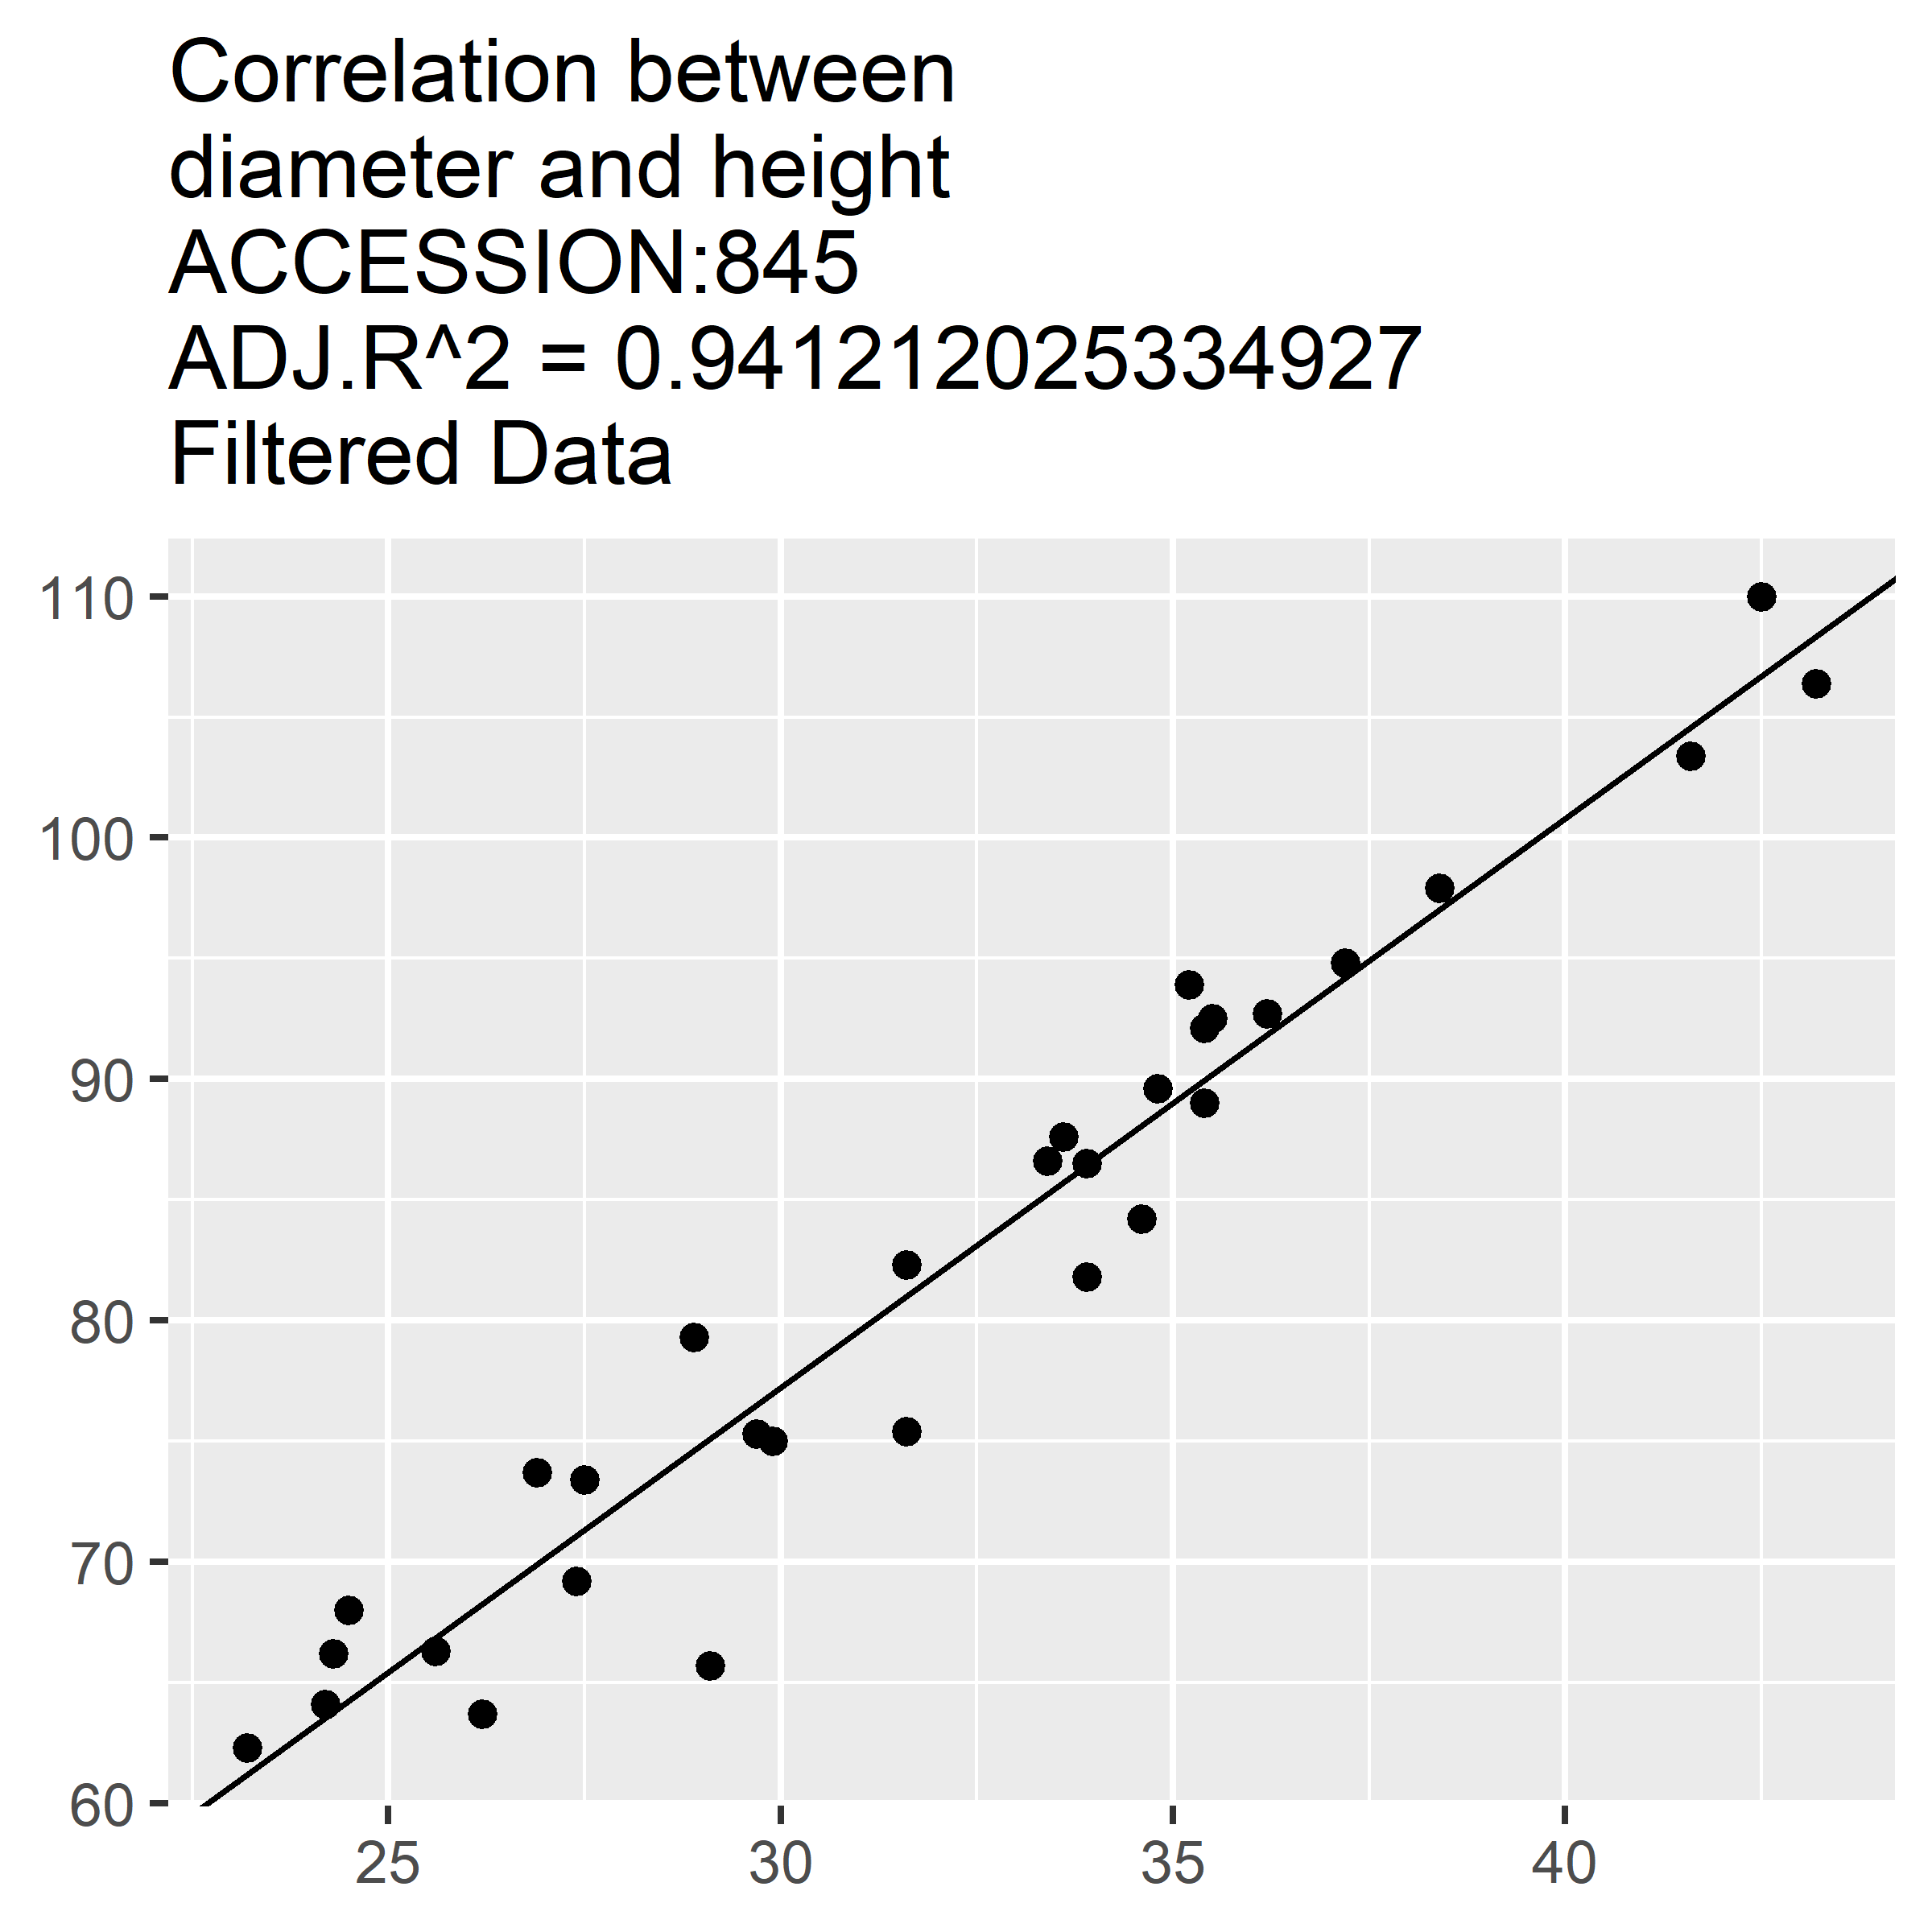 Correlation between
diameter and height
ACCESSION:845
ADJ.R^2 = 0.941212025334927
Filtered Data
110
100
90
80
70
60
25 30 35 40